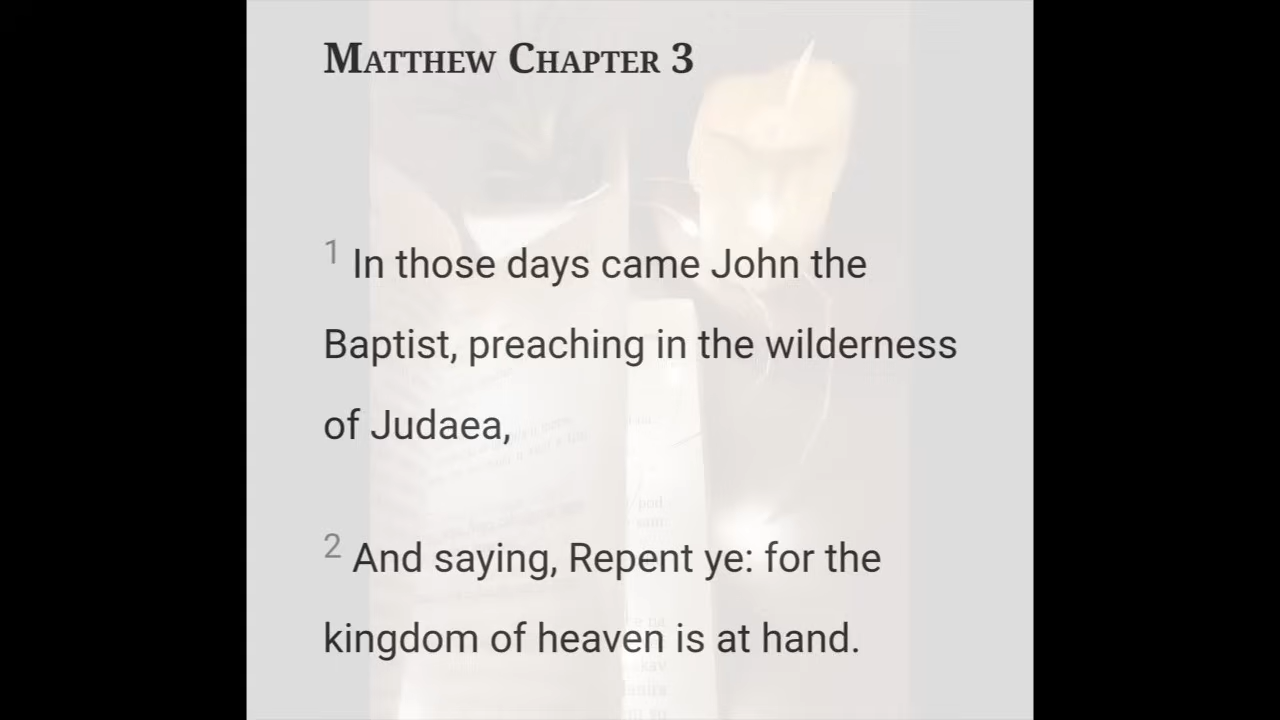 MATTHEW CHAPTER 3
1 In those days came John the
Baptist, preaching in the wilderness
of Judaea,
2 And saying, Repent ye: for the
kingdom of heaven is at hand.